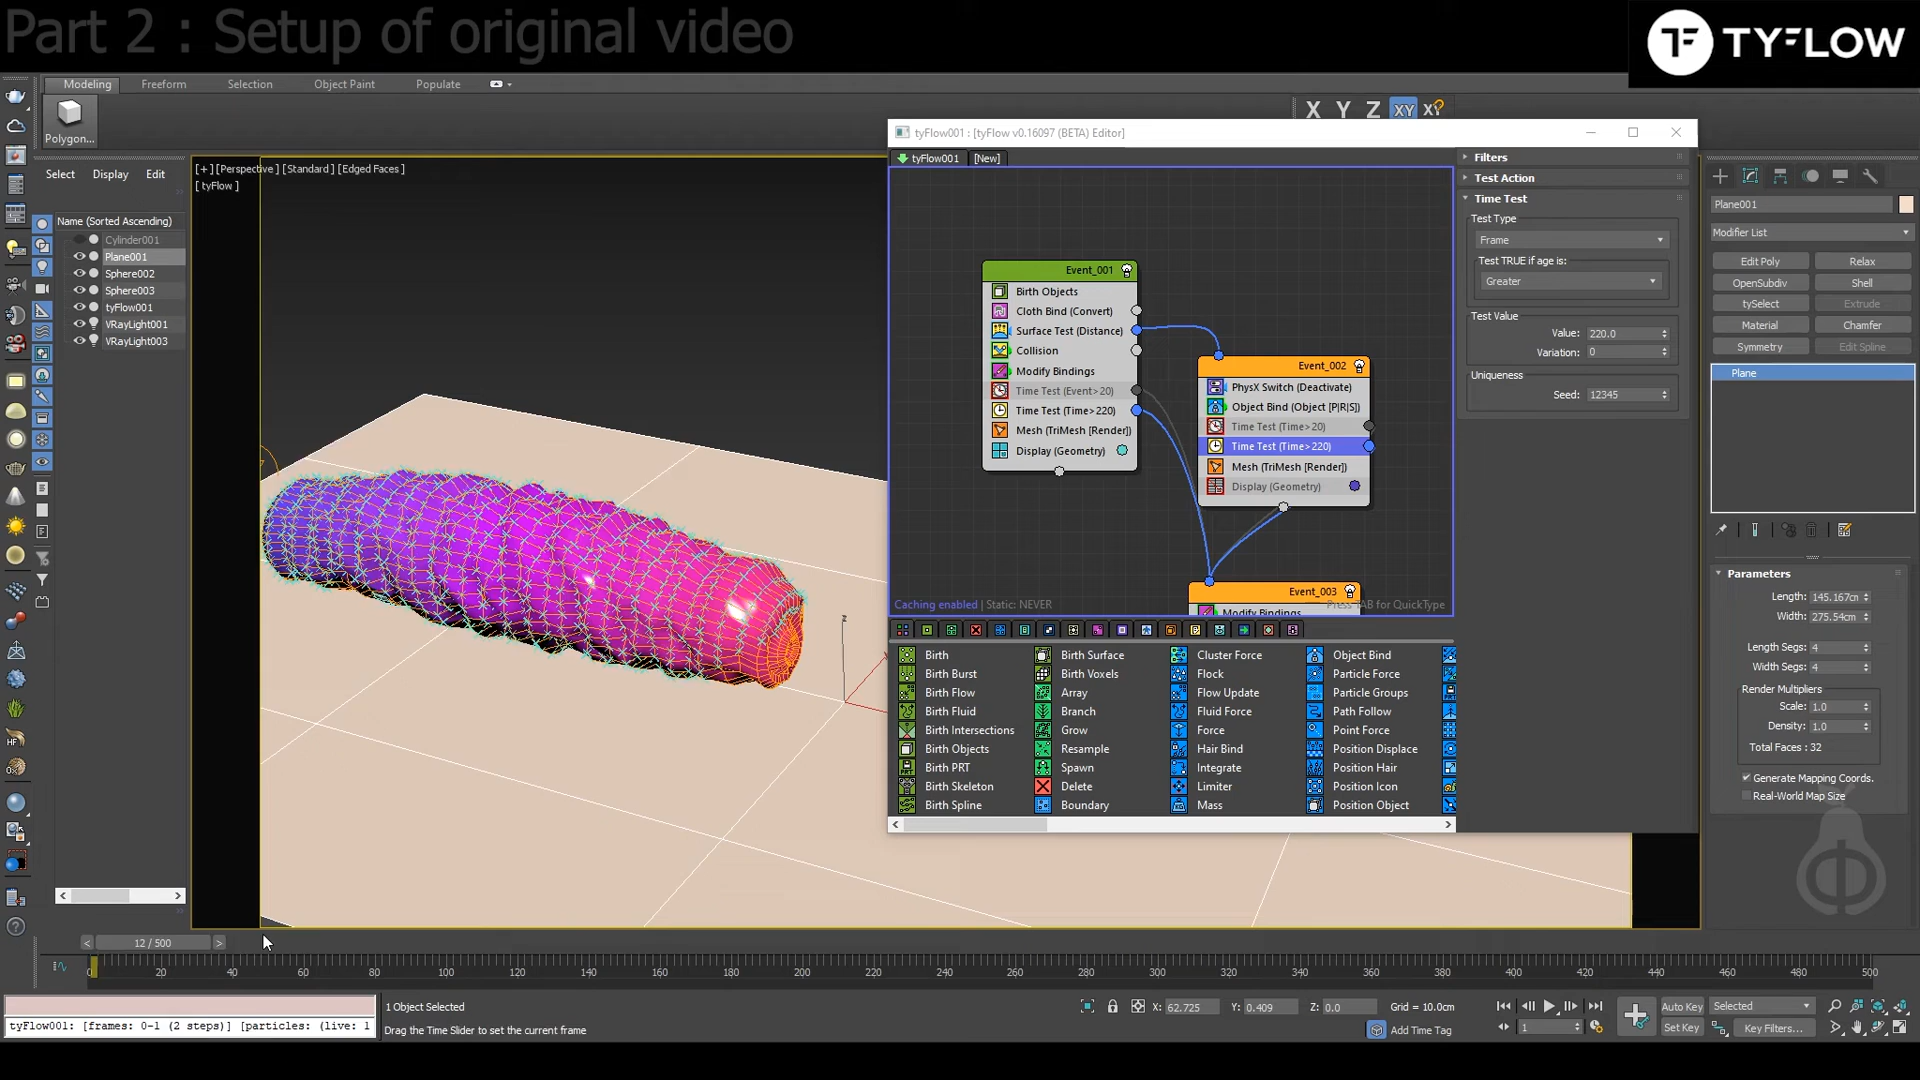 Part 2 : Setup of original video
TYFLOW
Modeling Freeform Selection Object Paint Populate
Polygon...
X Y Z XY
Select Display Edit
Name (Sorted Ascending)
Cylinder001
Plane001
Sphere002
Sphere003
tyFlow001
VRayLight001
VRayLight003
[+] [Perspective] [Standard] [Edged Faces]
[ tyFlow ]
tyFlow001 : [tyFlow v0.16097 (BETA) Editor]
tyFlow001 [New]
Event_001
Birth Objects
Cloth Bind (Convert)
Surface Test (Distance)
Collision
Modify Bindings
Time Test (Event>20)
Time Test (Time>220)
Mesh (TriMesh [Render])
Display (Geometry)
Event_002
PhysX Switch (Deactivate)
Object Bind (Object [P|R|S])
Time Test (Time>20)
Time Test (Time>220)
Mesh (TriMesh [Render])
Display (Geometry)
Event_003
Modify Bindings
Caching enabled | Static: NEVER
Press TAB for QuickType
Birth Birth Surface Cluster Force Object Bind
Birth Burst Birth Voxels Flock Particle Force
Birth Flow Array Flow Update Particle Groups
Birth Fluid Branch Fluid Force Path Follow
Birth Intersections Grow Force Point Force
Birth Objects Resample Hair Bind Position Displace
Birth PRT Spawn Integrate Position Hair
Birth Skeleton Delete Limiter Position Icon
Birth Spline Boundary Mass Position Object
Filters
Test Action
Time Test
Test Type
Frame
Test TRUE if age is:
Greater
Test Value
Value: 220.0
Variation: 0
Uniqueness
Seed: 12345
Plane001
Modifier List
Edit Poly Relax
OpenSubdiv Shell
tySelect Extrude
Material Chamfer
Symmetry Edit Spline
Plane
Parameters
Length: 145.167cm
Width: 275.54cm
Length Segs: 4
Width Segs: 4
Render Multipliers
Scale: 1.0
Density: 1.0
Total Faces : 32
Generate Mapping Coords.
Real-World Map Size
z
HF
< 12 / 500 >
0 20 40 60 80 100 120 140 160 180 200 220 240 260 280 300 320 340 360 380 400 420 440 460 480 500
1 Object Selected
X: 62.725 Y: 0.409 Z: 0.0 Grid = 10.0cm
Auto Key Selected
tyFlow001: [frames: 0-1 (2 steps)] [particles: (live: 1
Drag the Time Slider to set the current frame
Add Time Tag
1
Set Key Key Filters...